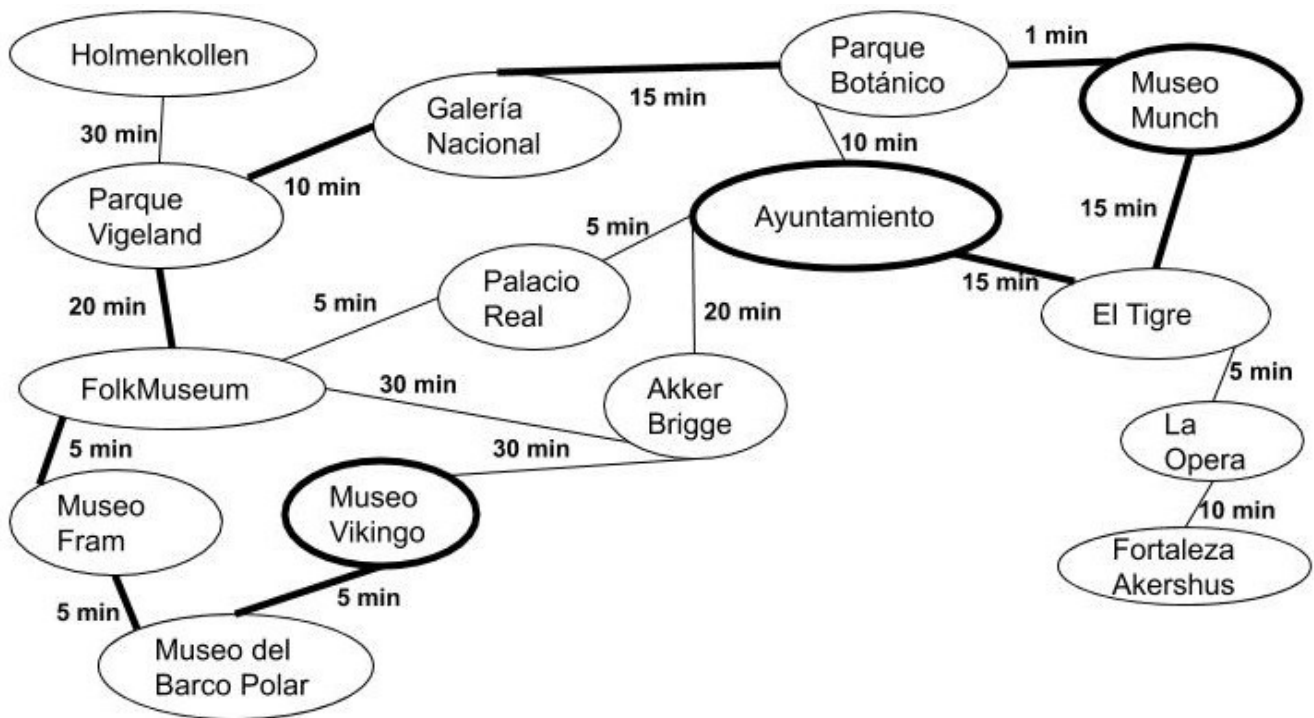 Holmenkollen
30 min
Parque
Vigeland
10 min
Galería
Nacional
15 min
Parque
Botánico
1 min
Museo
Munch
10 min
15 min
Ayuntamiento
5 min
15 min
El Tigre
20 min
Palacio
Real
5 min
20 min
5 min
FolkMuseum
30 min
Akker
Brigge
La
Opera
5 min
30 min
10 min
Museo
Fram
Museo
Vikingo
Fortaleza
Akershus
5 min
5 min
Museo del
Barco Polar